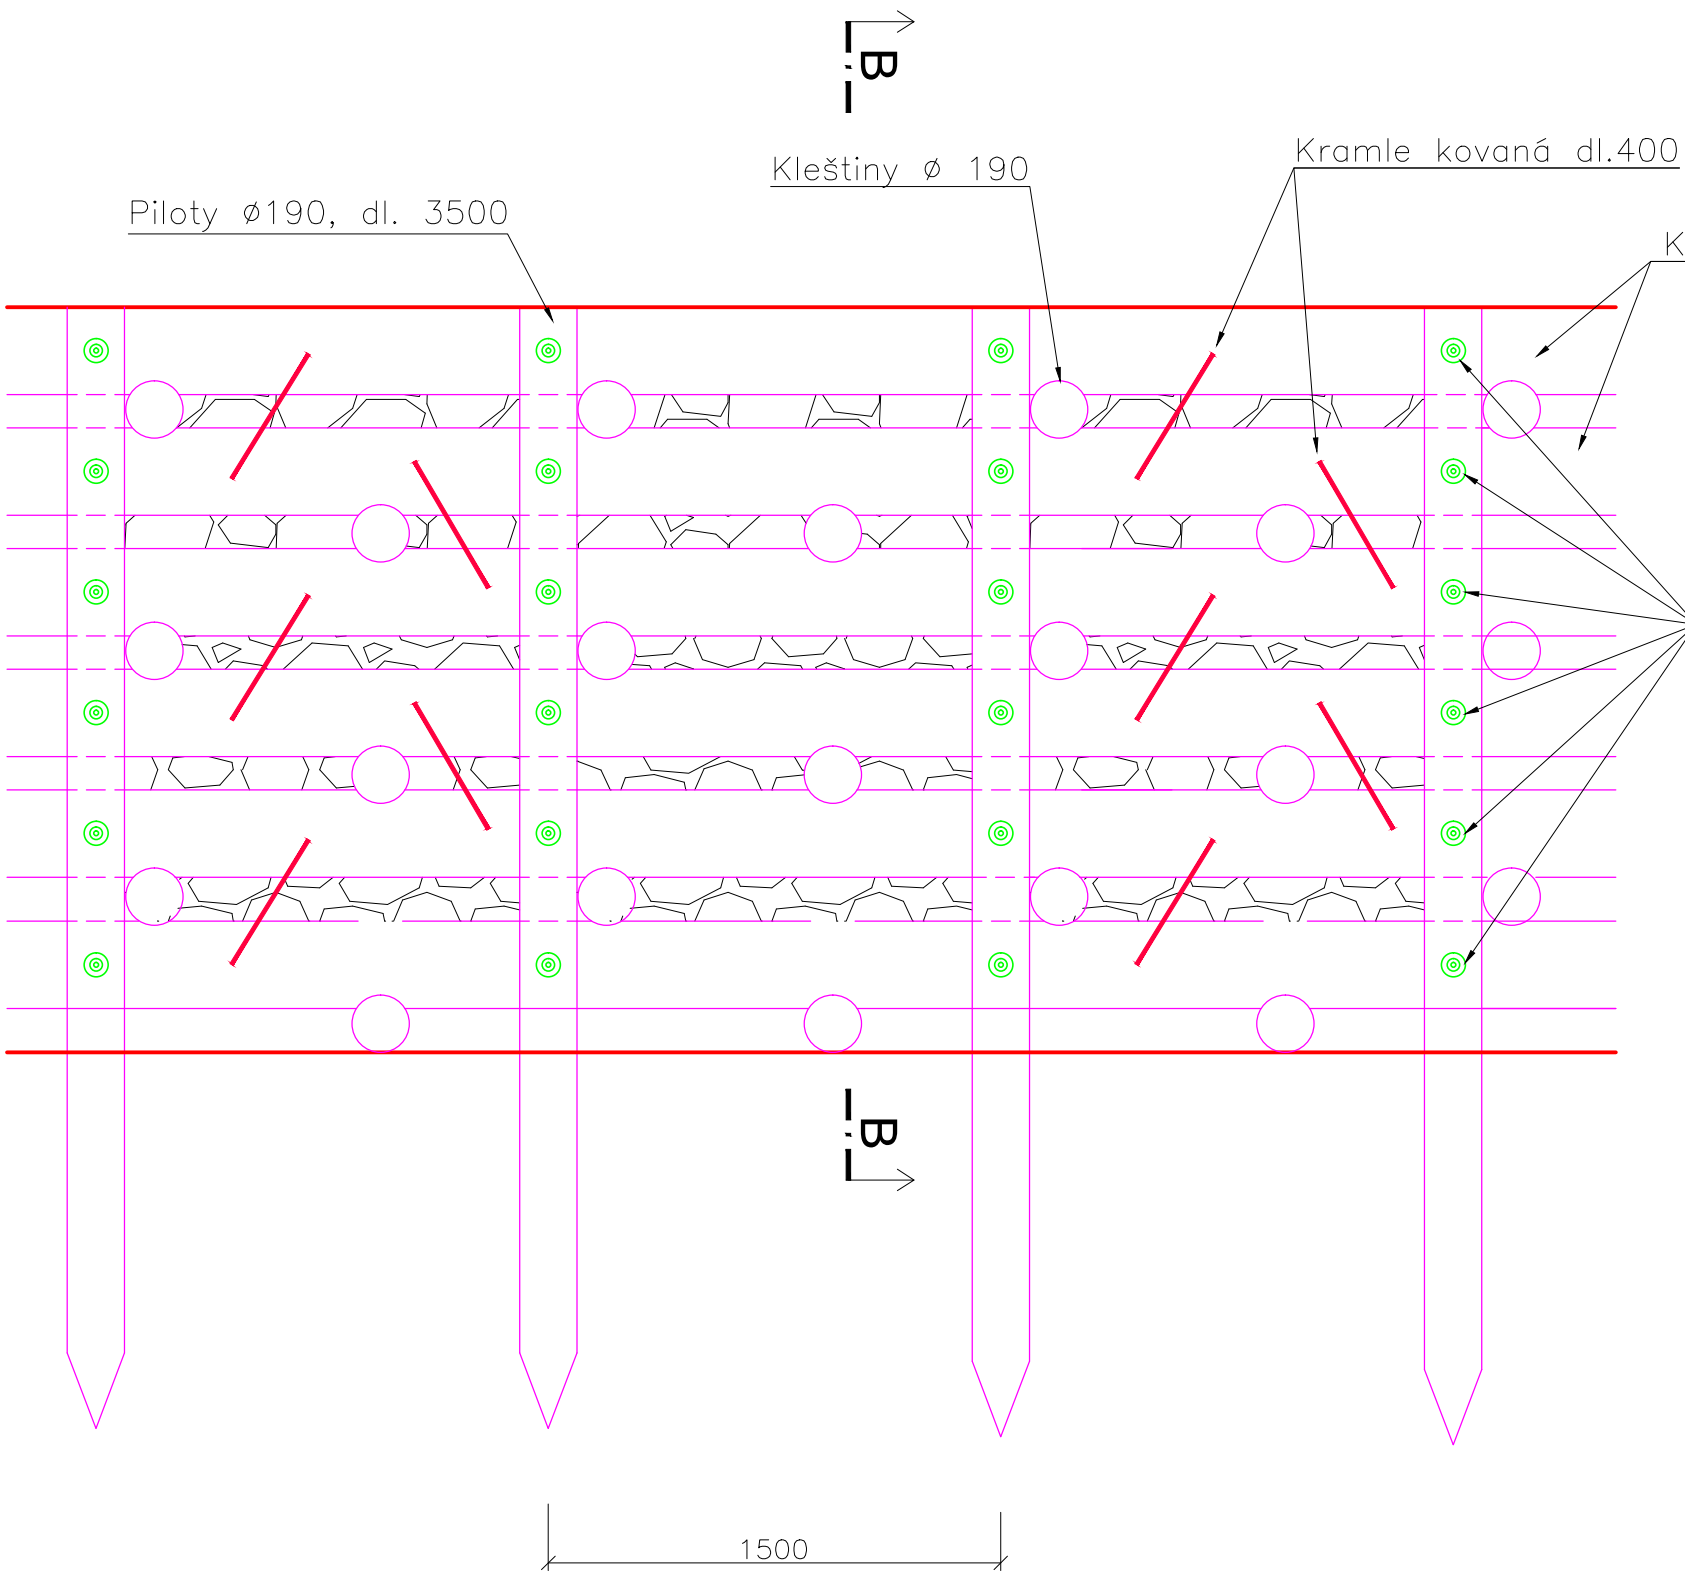 B
Kramle kovaná dl.400
Kleštiny ø 190
Piloty ø190, dl. 3500
K
B
1500